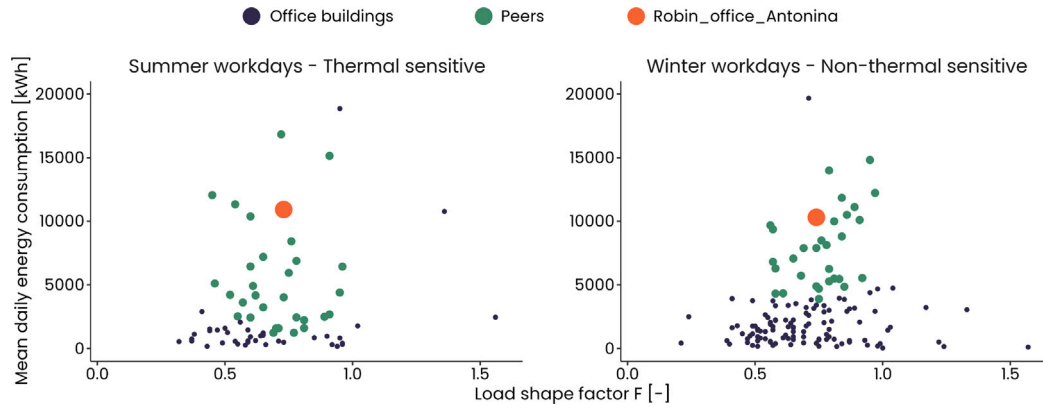 Office buildings Peers Robin_office_Antonina
Summer workdays - Thermal sensitive
Winter workdays - Non-thermal sensitive
Mean daily energy consumption [kWh]
20000
15000
10000
5000
0
0.0 0.5 1.0 1.5
20000
15000
10000
5000
0
0.0 0.5 1.0 1.5
Load shape factor F [-]